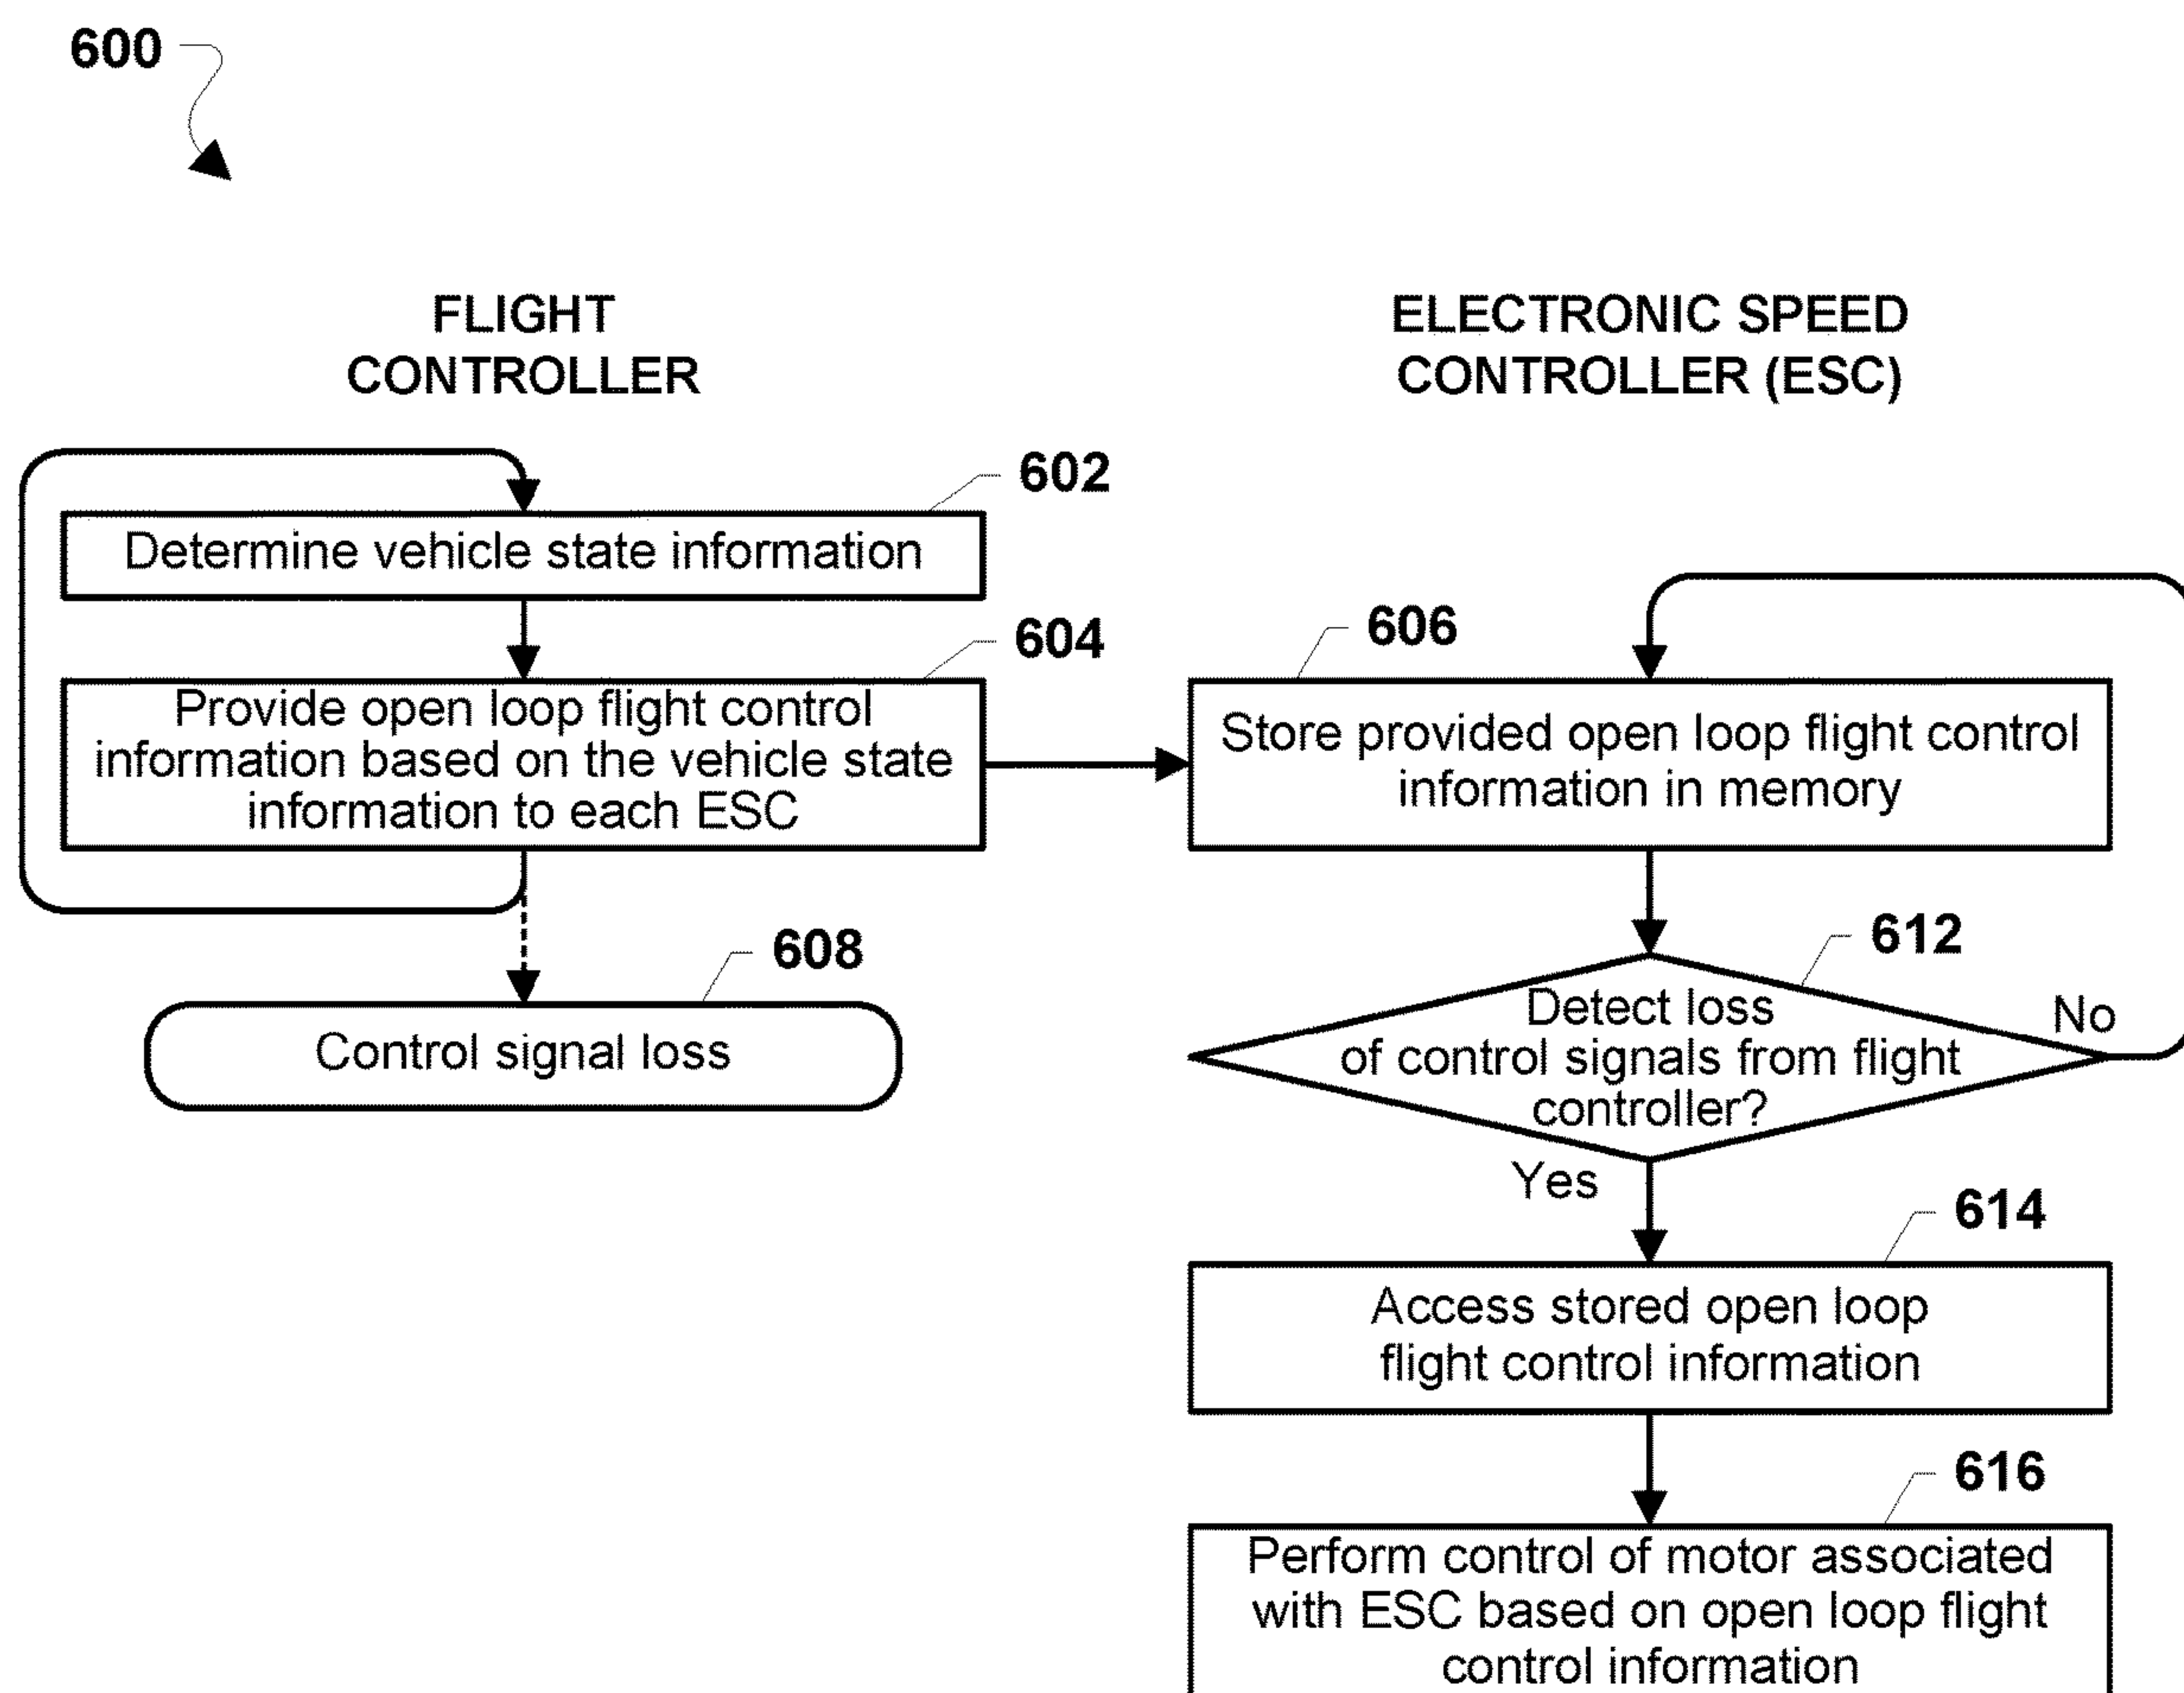 600
FLIGHT
CONTROLLER
602
Determine vehicle state information
604
Provide open loop flight control
information based on the vehicle state
information to each ESC
608
Control signal loss
ELECTRONIC SPEED
CONTROLLER (ESC)
606
Store provided open loop flight control
information in memory
612
Detect loss
of control signals from flight
controller?
No
Yes
614
Access stored open loop
flight control information
616
Perform control of motor associated
with ESC based on open loop flight
control information